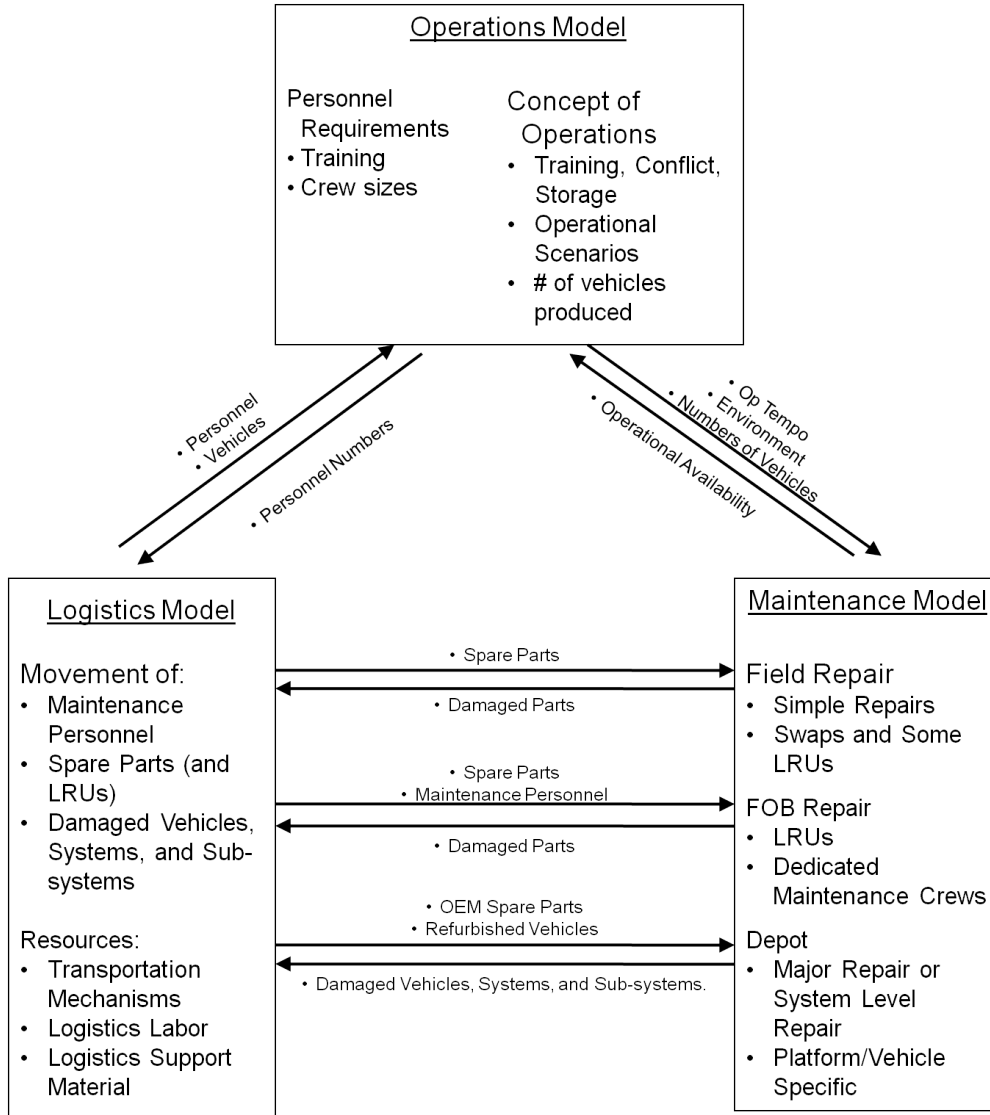 Operations Model
Personnel
Requirements
• Training
• Crew sizes
Concept of
Operations
• Training, Conflict,
Storage
• Operational
Scenarios
• # of vehicles
produced
• Personnel
• Vehicles
• Personnel Numbers
• Op Tempo
• Environment
• Numbers of Vehicles
• Operational Availability
Logistics Model
Movement of:
• Maintenance
Personnel
• Spare Parts (and
LRUs)
• Damaged Vehicles,
Systems, and Sub-
systems
Resources:
• Transportation
Mechanisms
• Logistics Labor
• Logistics Support
Material
• Spare Parts
• Damaged Parts
• Spare Parts
• Maintenance Personnel
• Damaged Parts
• OEM Spare Parts
• Refurbished Vehicles
• Damaged Vehicles, Systems, and Sub-systems.
Maintenance Model
Field Repair
• Simple Repairs
• Swaps and Some
LRUs
FOB Repair
• LRUs
• Dedicated
Maintenance Crews
Depot
• Major Repair or
System Level
Repair
• Platform/Vehicle
Specific